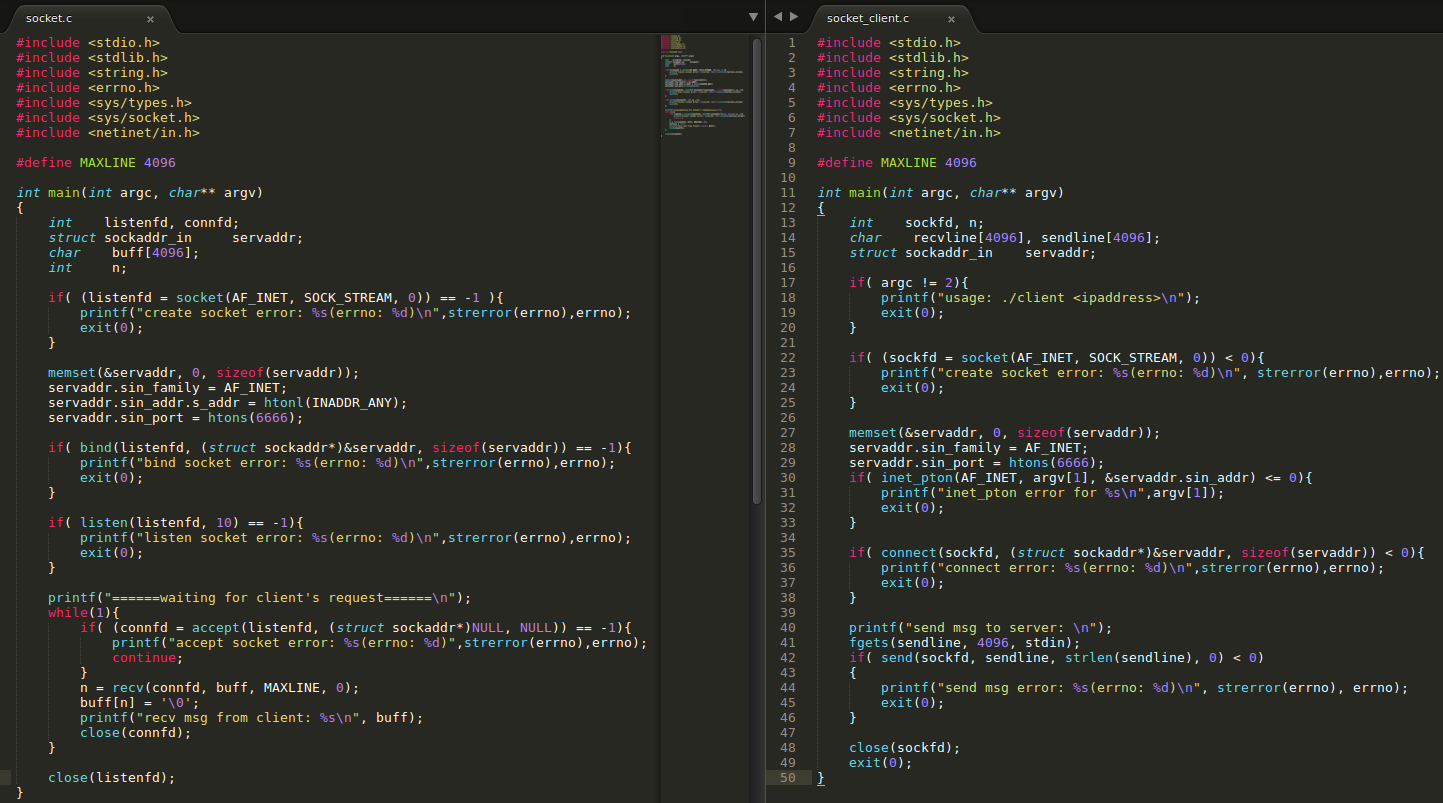 socket.c
#include <stdio.h>
#include <stdlib.h>
#include <string.h>
#include <errno.h>
#include <sys/types.h>
#include <sys/socket.h>
#include <netinet/in.h>

#define MAXLINE 4096

int main(int argc, char** argv)
{
    int    listenfd, connfd;
    struct sockaddr_in     servaddr;
    char    buff[4096];
    int     n;

    if( (listenfd = socket(AF_INET, SOCK_STREAM, 0)) == -1 ){
        printf("create socket error: %s(errno: %d)\n",strerror(errno),errno);
        exit(0);
    }

    memset(&servaddr, 0, sizeof(servaddr));
    servaddr.sin_family = AF_INET;
    servaddr.sin_addr.s_addr = htonl(INADDR_ANY);
    servaddr.sin_port = htons(6666);

    if( bind(listenfd, (struct sockaddr*)&servaddr, sizeof(servaddr)) == -1){
        printf("bind socket error: %s(errno: %d)\n",strerror(errno),errno);
        exit(0);
    }

    if( listen(listenfd, 10) == -1){
        printf("listen socket error: %s(errno: %d)\n",strerror(errno),errno);
        exit(0);
    }

    printf("======waiting for client's request======\n");
    while(1){
        if( (connfd = accept(listenfd, (struct sockaddr*)NULL, NULL)) == -1){
            printf("accept socket error: %s(errno: %d)",strerror(errno),errno);
            continue;
        }
        n = recv(connfd, buff, MAXLINE, 0);
        buff[n] = '\0';
        printf("recv msg from client: %s\n", buff);
        close(connfd);
    }

    close(listenfd);
}
socket_client.c
1 #include <stdio.h>
2 #include <stdlib.h>
3 #include <string.h>
4 #include <errno.h>
5 #include <sys/types.h>
6 #include <sys/socket.h>
7 #include <netinet/in.h>
8
9 #define MAXLINE 4096
10
11 int main(int argc, char** argv)
12 {
13     int    sockfd, n;
14     char    recvline[4096], sendline[4096];
15     struct sockaddr_in    servaddr;
16
17     if( argc != 2){
18         printf("usage: ./client <ipaddress>\n");
19         exit(0);
20     }
21
22     if( (sockfd = socket(AF_INET, SOCK_STREAM, 0)) < 0){
23         printf("create socket error: %s(errno: %d)\n", strerror(errno),errno);
24         exit(0);
25     }
26
27     memset(&servaddr, 0, sizeof(servaddr));
28     servaddr.sin_family = AF_INET;
29     servaddr.sin_port = htons(6666);
30     if( inet_pton(AF_INET, argv[1], &servaddr.sin_addr) <= 0){
31         printf("inet_pton error for %s\n",argv[1]);
32         exit(0);
33     }
34
35     if( connect(sockfd, (struct sockaddr*)&servaddr, sizeof(servaddr)) < 0){
36         printf("connect error: %s(errno: %d)\n",strerror(errno),errno);
37         exit(0);
38     }
39
40     printf("send msg to server: \n");
41     fgets(sendline, 4096, stdin);
42     if( send(sockfd, sendline, strlen(sendline), 0) < 0)
43     {
44         printf("send msg error: %s(errno: %d)\n", strerror(errno), errno);
45         exit(0);
46     }
47
48     close(sockfd);
49     exit(0);
50 }